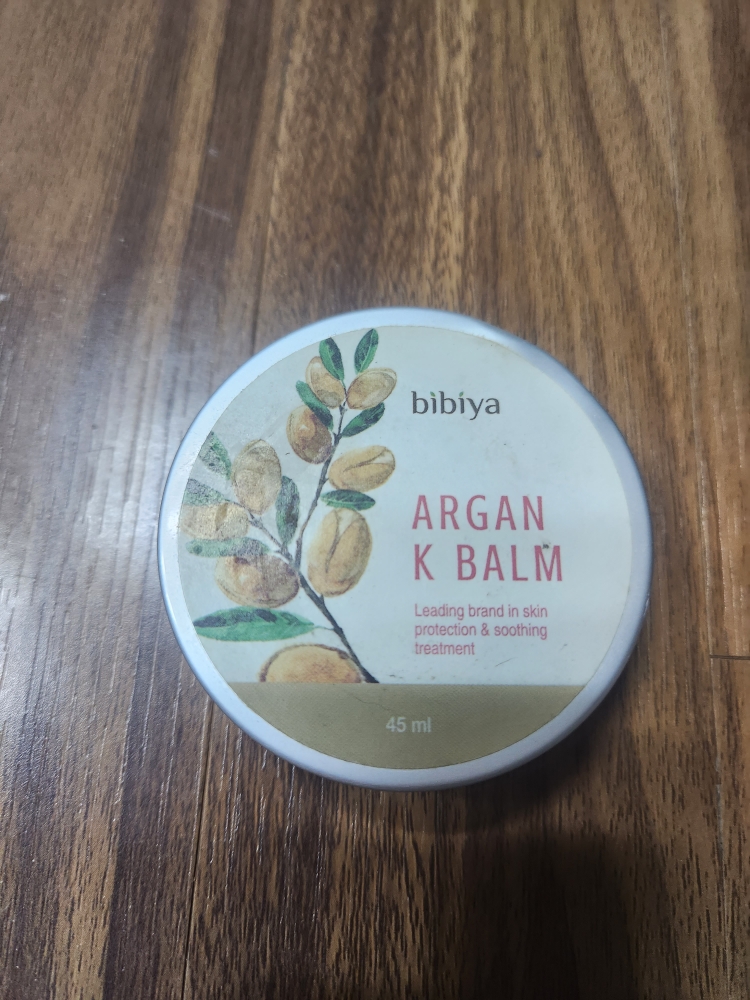 bibiya
ARGAN
K BALM
Leading brand in skin
protection & soothing
treatment
45 ml